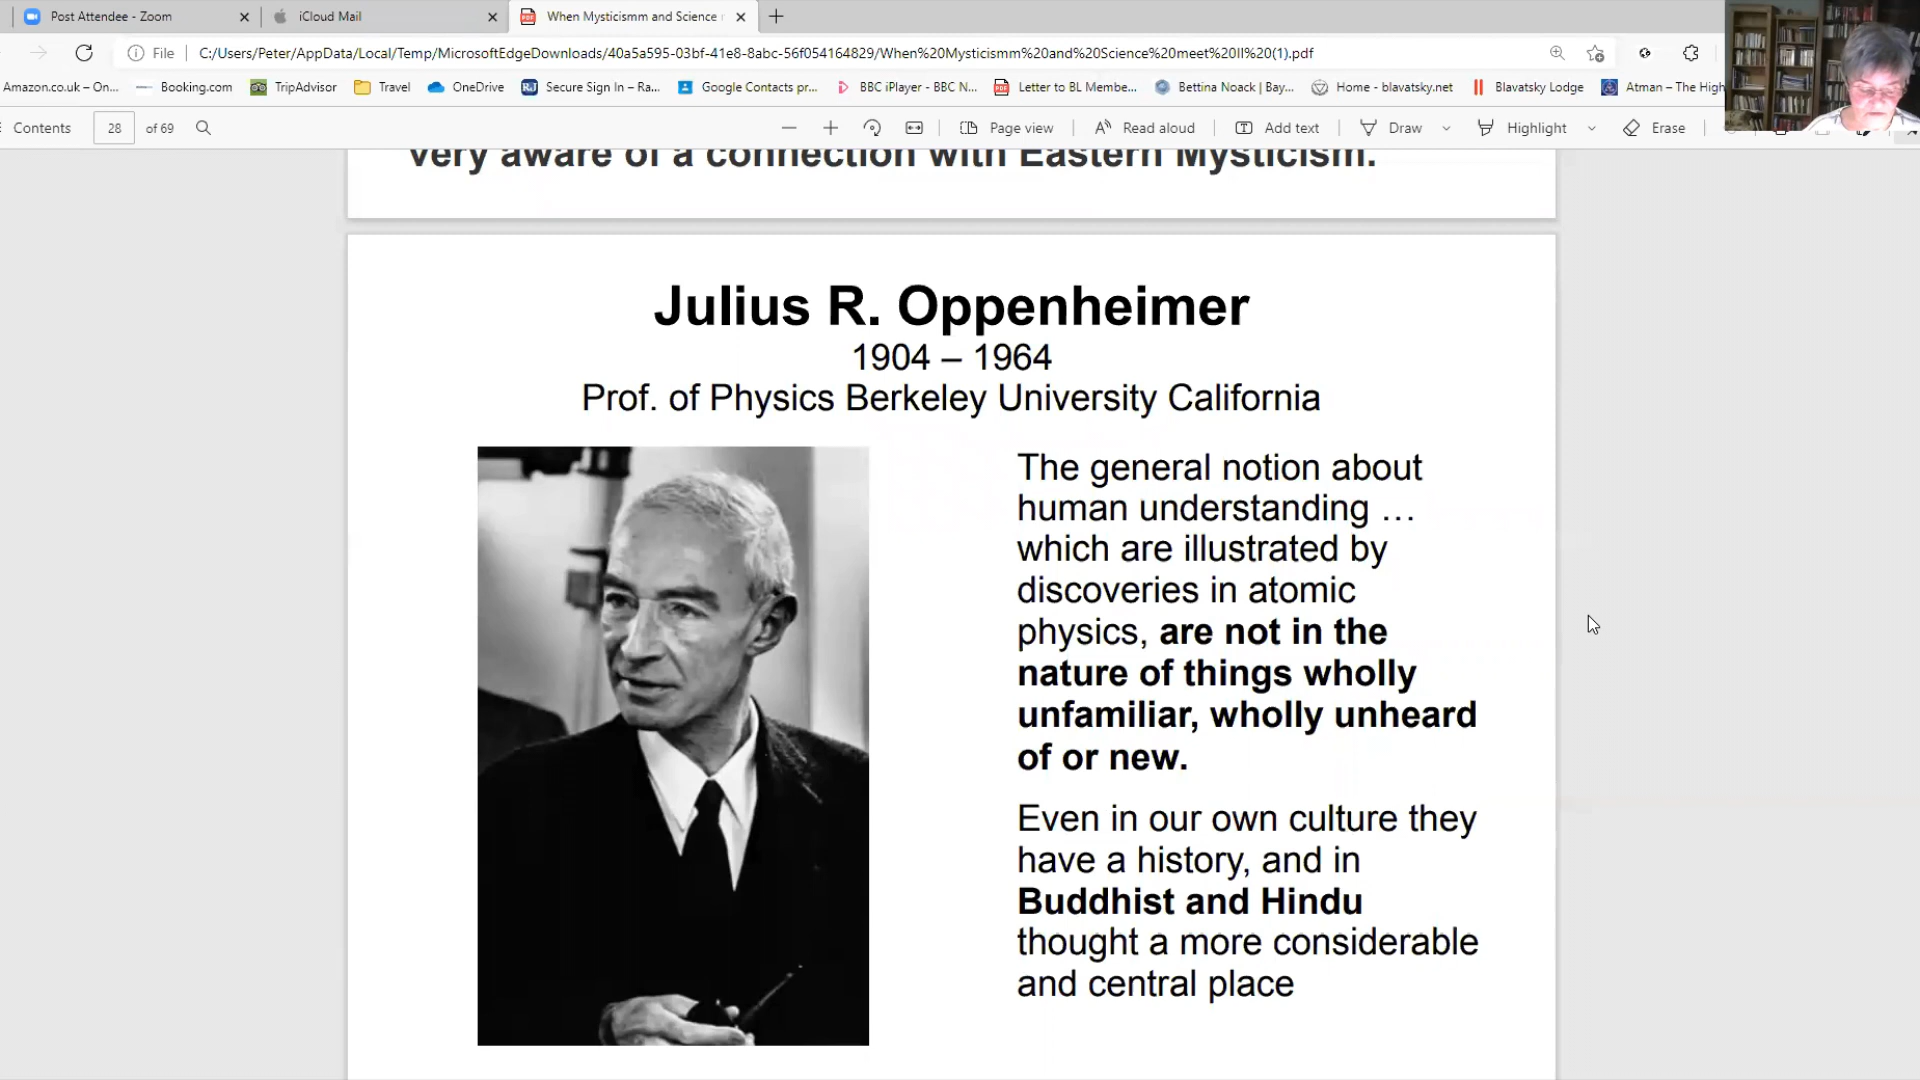 Post Attendee - Zoom
iCloud Mail
When Mysticismm and Science
File
C:/Users/Peter/AppData/Local/Temp/MicrosoftEdgeDownloads/40a5a595-03bf-41e8-8abc-56f054164829/When%20Mysticismm%20and%20Science%20meet%20II%20(1).pdf
Amazon.co.uk – On...
Booking.com
TripAdvisor
Travel
OneDrive
Secure Sign In – Ra...
Google Contacts pr...
BBC iPlayer - BBC N...
Letter to BL Membe...
Bettina Noack | Bay...
Home - blavatsky.net
Blavatsky Lodge
Atman – The High
Contents
28
of 69
Page view
Read aloud
Add text
Draw
Highlight
Erase
very aware of a connection with Eastern Mysticism.
Julius R. Oppenheimer
1904 – 1964
Prof. of Physics Berkeley University California
The general notion about
human understanding …
which are illustrated by
discoveries in atomic
physics, are not in the
nature of things wholly
unfamiliar, wholly unheard
of or new.
Even in our own culture they
have a history, and in
Buddhist and Hindu
thought a more considerable
and central place